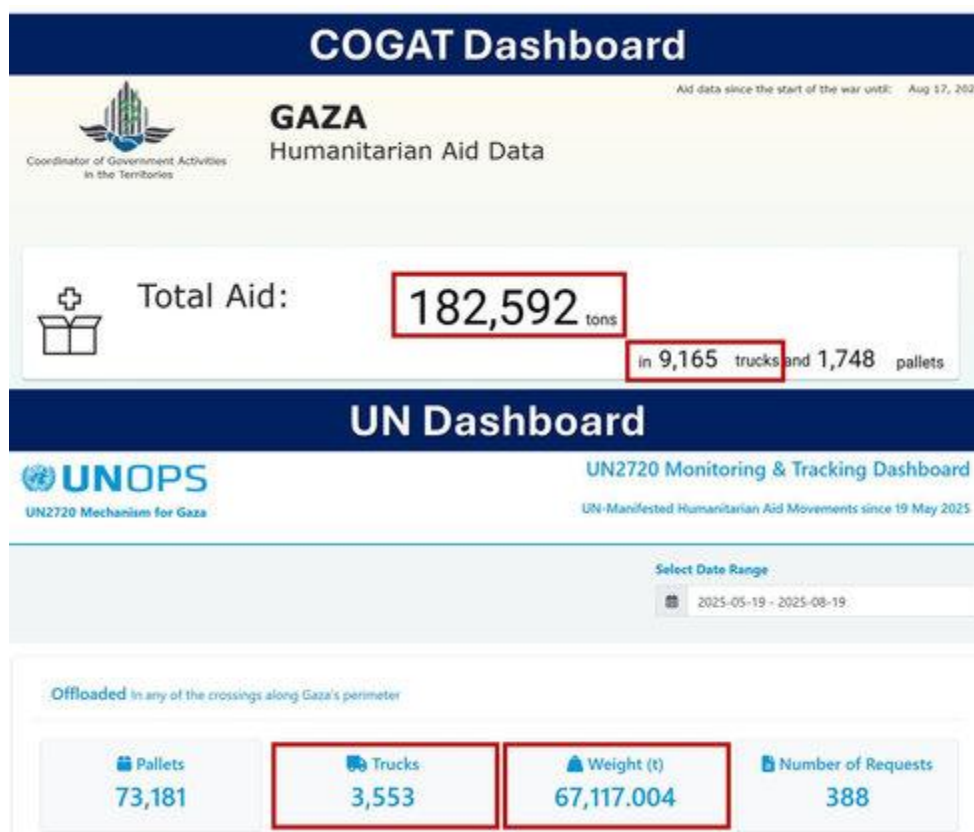 COGAT Dashboard
Aid data since the start of the war until: Aug 17, 202
Coordinator of Government Activities
in the Territories
GAZA
Humanitarian Aid Data
Total Aid:
182,592 tons
in 9,165 trucks and 1,748 pallets
UN Dashboard
UNOPS
UN2720 Mechanism for Gaza
UN2720 Monitoring & Tracking Dashboard
UN-Manifested Humanitarian Aid Movements since 19 May 2025
Select Date Range
2025-05-19 - 2025-08-19
Offloaded In any of the crossings along Gaza's perimeter
Pallets
73,181
Trucks
3,553
Weight (t)
67,117.004
Number of Requests
388